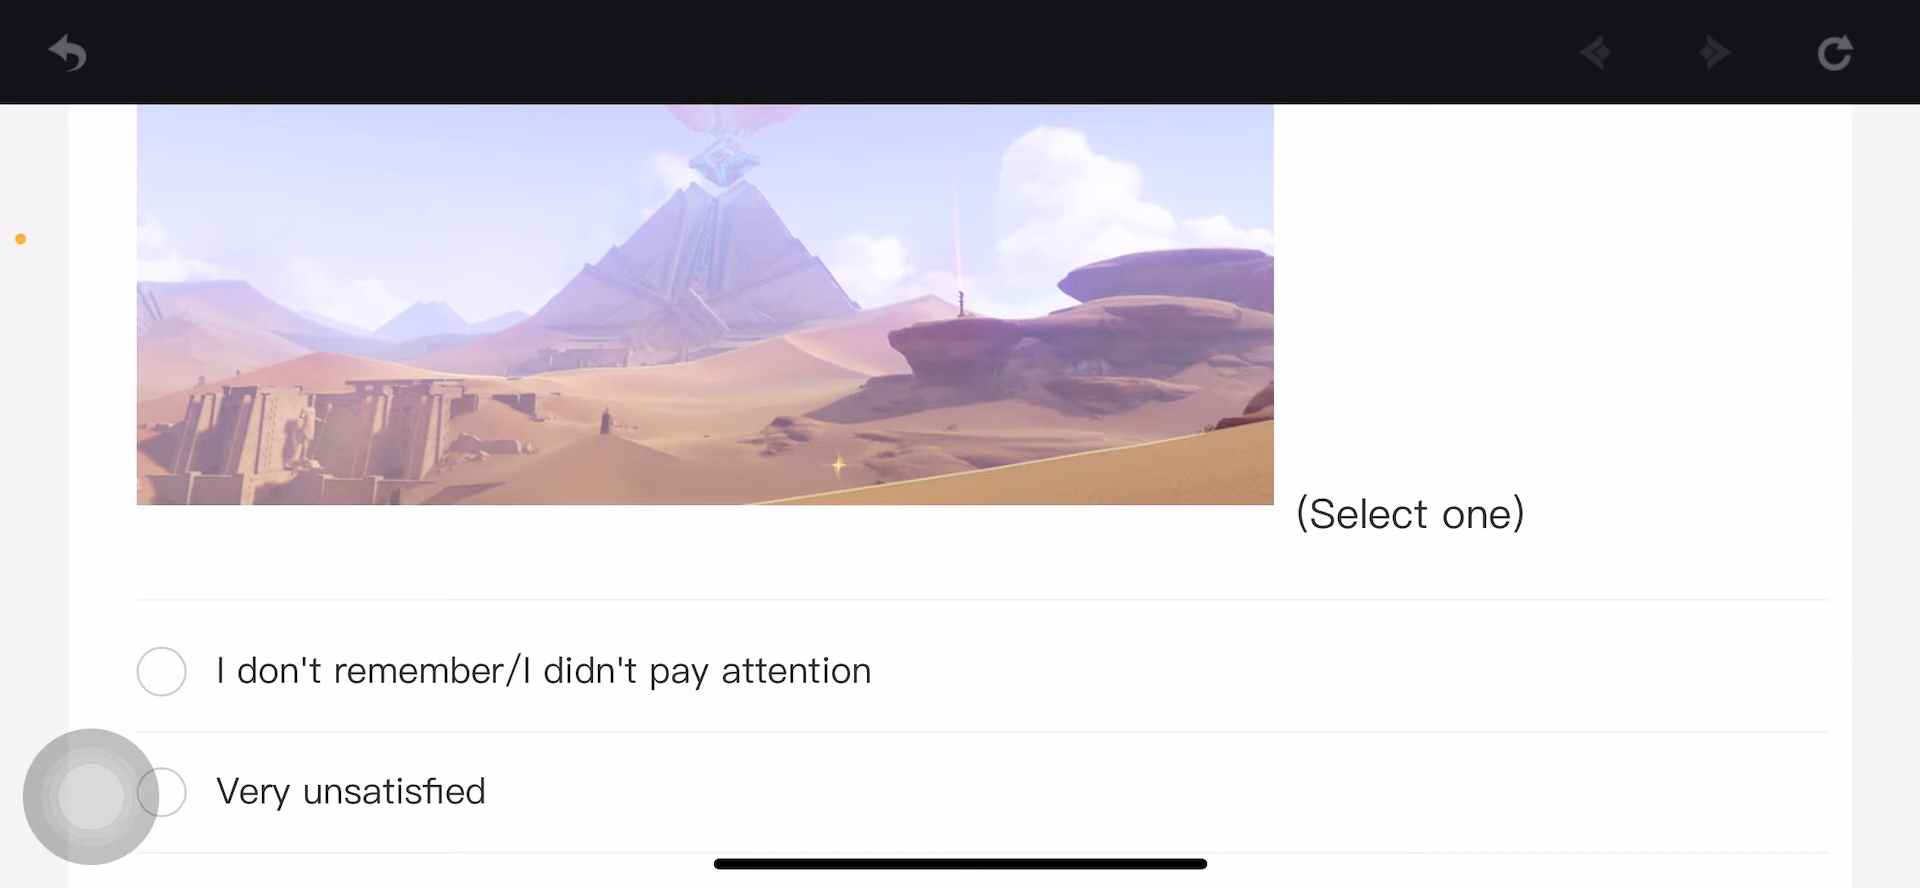 (Select one)
I don't remember/I didn't pay attention
Very unsatisfied